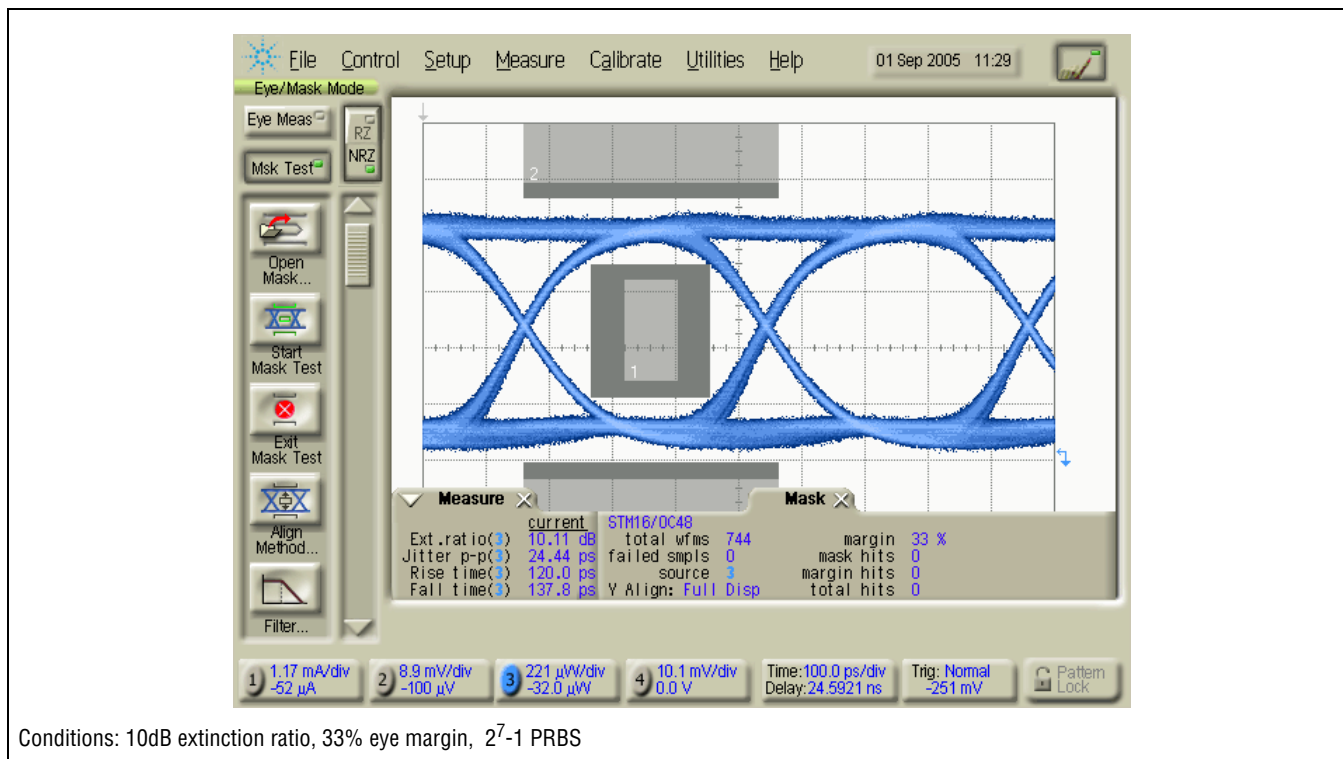 File Control Setup Measure Calibrate Utilities Help 01 Sep 2005 11:29
Eye/Mask Mode
Eye Meas
RZ
NRZ
Msk Test
Open
Mask...
Start
Mask Test
Exit
Mask Test
Align
Method...
Filter...
2
1
Measure
current
Ext.ratio(3) 10.11 dB
Jitter p-p(3) 24.44 ps
Rise time(3) 120.0 ps
Fall time(3) 137.8 ps
Mask
STM16/OC48
total wfms 744 margin 33 %
failed smpls 0 mask hits 0
source 3 margin hits 0
Y Align: Full Disp total hits 0
1 1.17 mA/div
-52 µA
2 8.9 mV/div
-100 µV
3 221 µW/div
-32.0 µW
4 10.1 mV/div
0.0 V
Time:100.0 ps/div
Delay:24.5921 ns
Trig: Normal
-251 mV
Pattern
Lock
Conditions: 10dB extinction ratio, 33% eye margin, 2⁷-1 PRBS